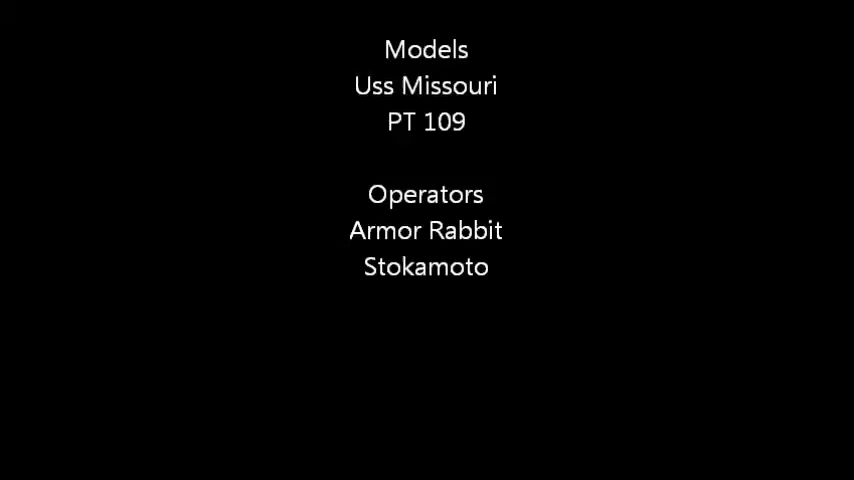 Models
Uss Missouri
PT 109
Operators
Armor Rabbit
Stokamoto